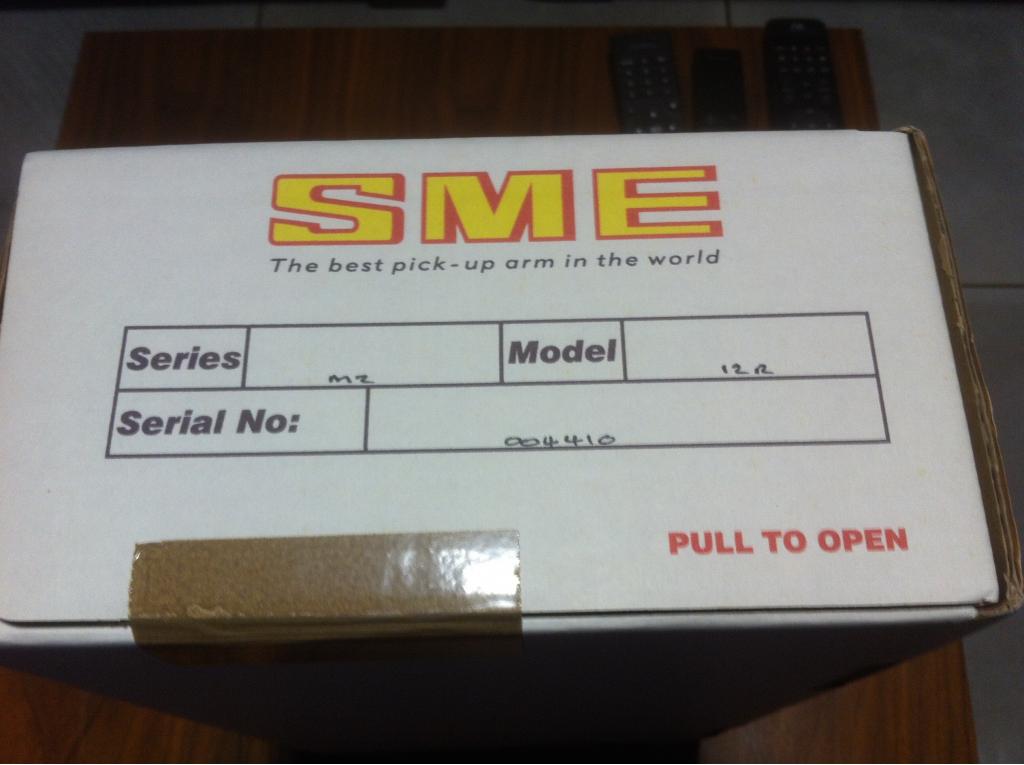 SME
The best pick-up arm in the world
Series M2 Model 12R
Serial No: 004410
PULL TO OPEN